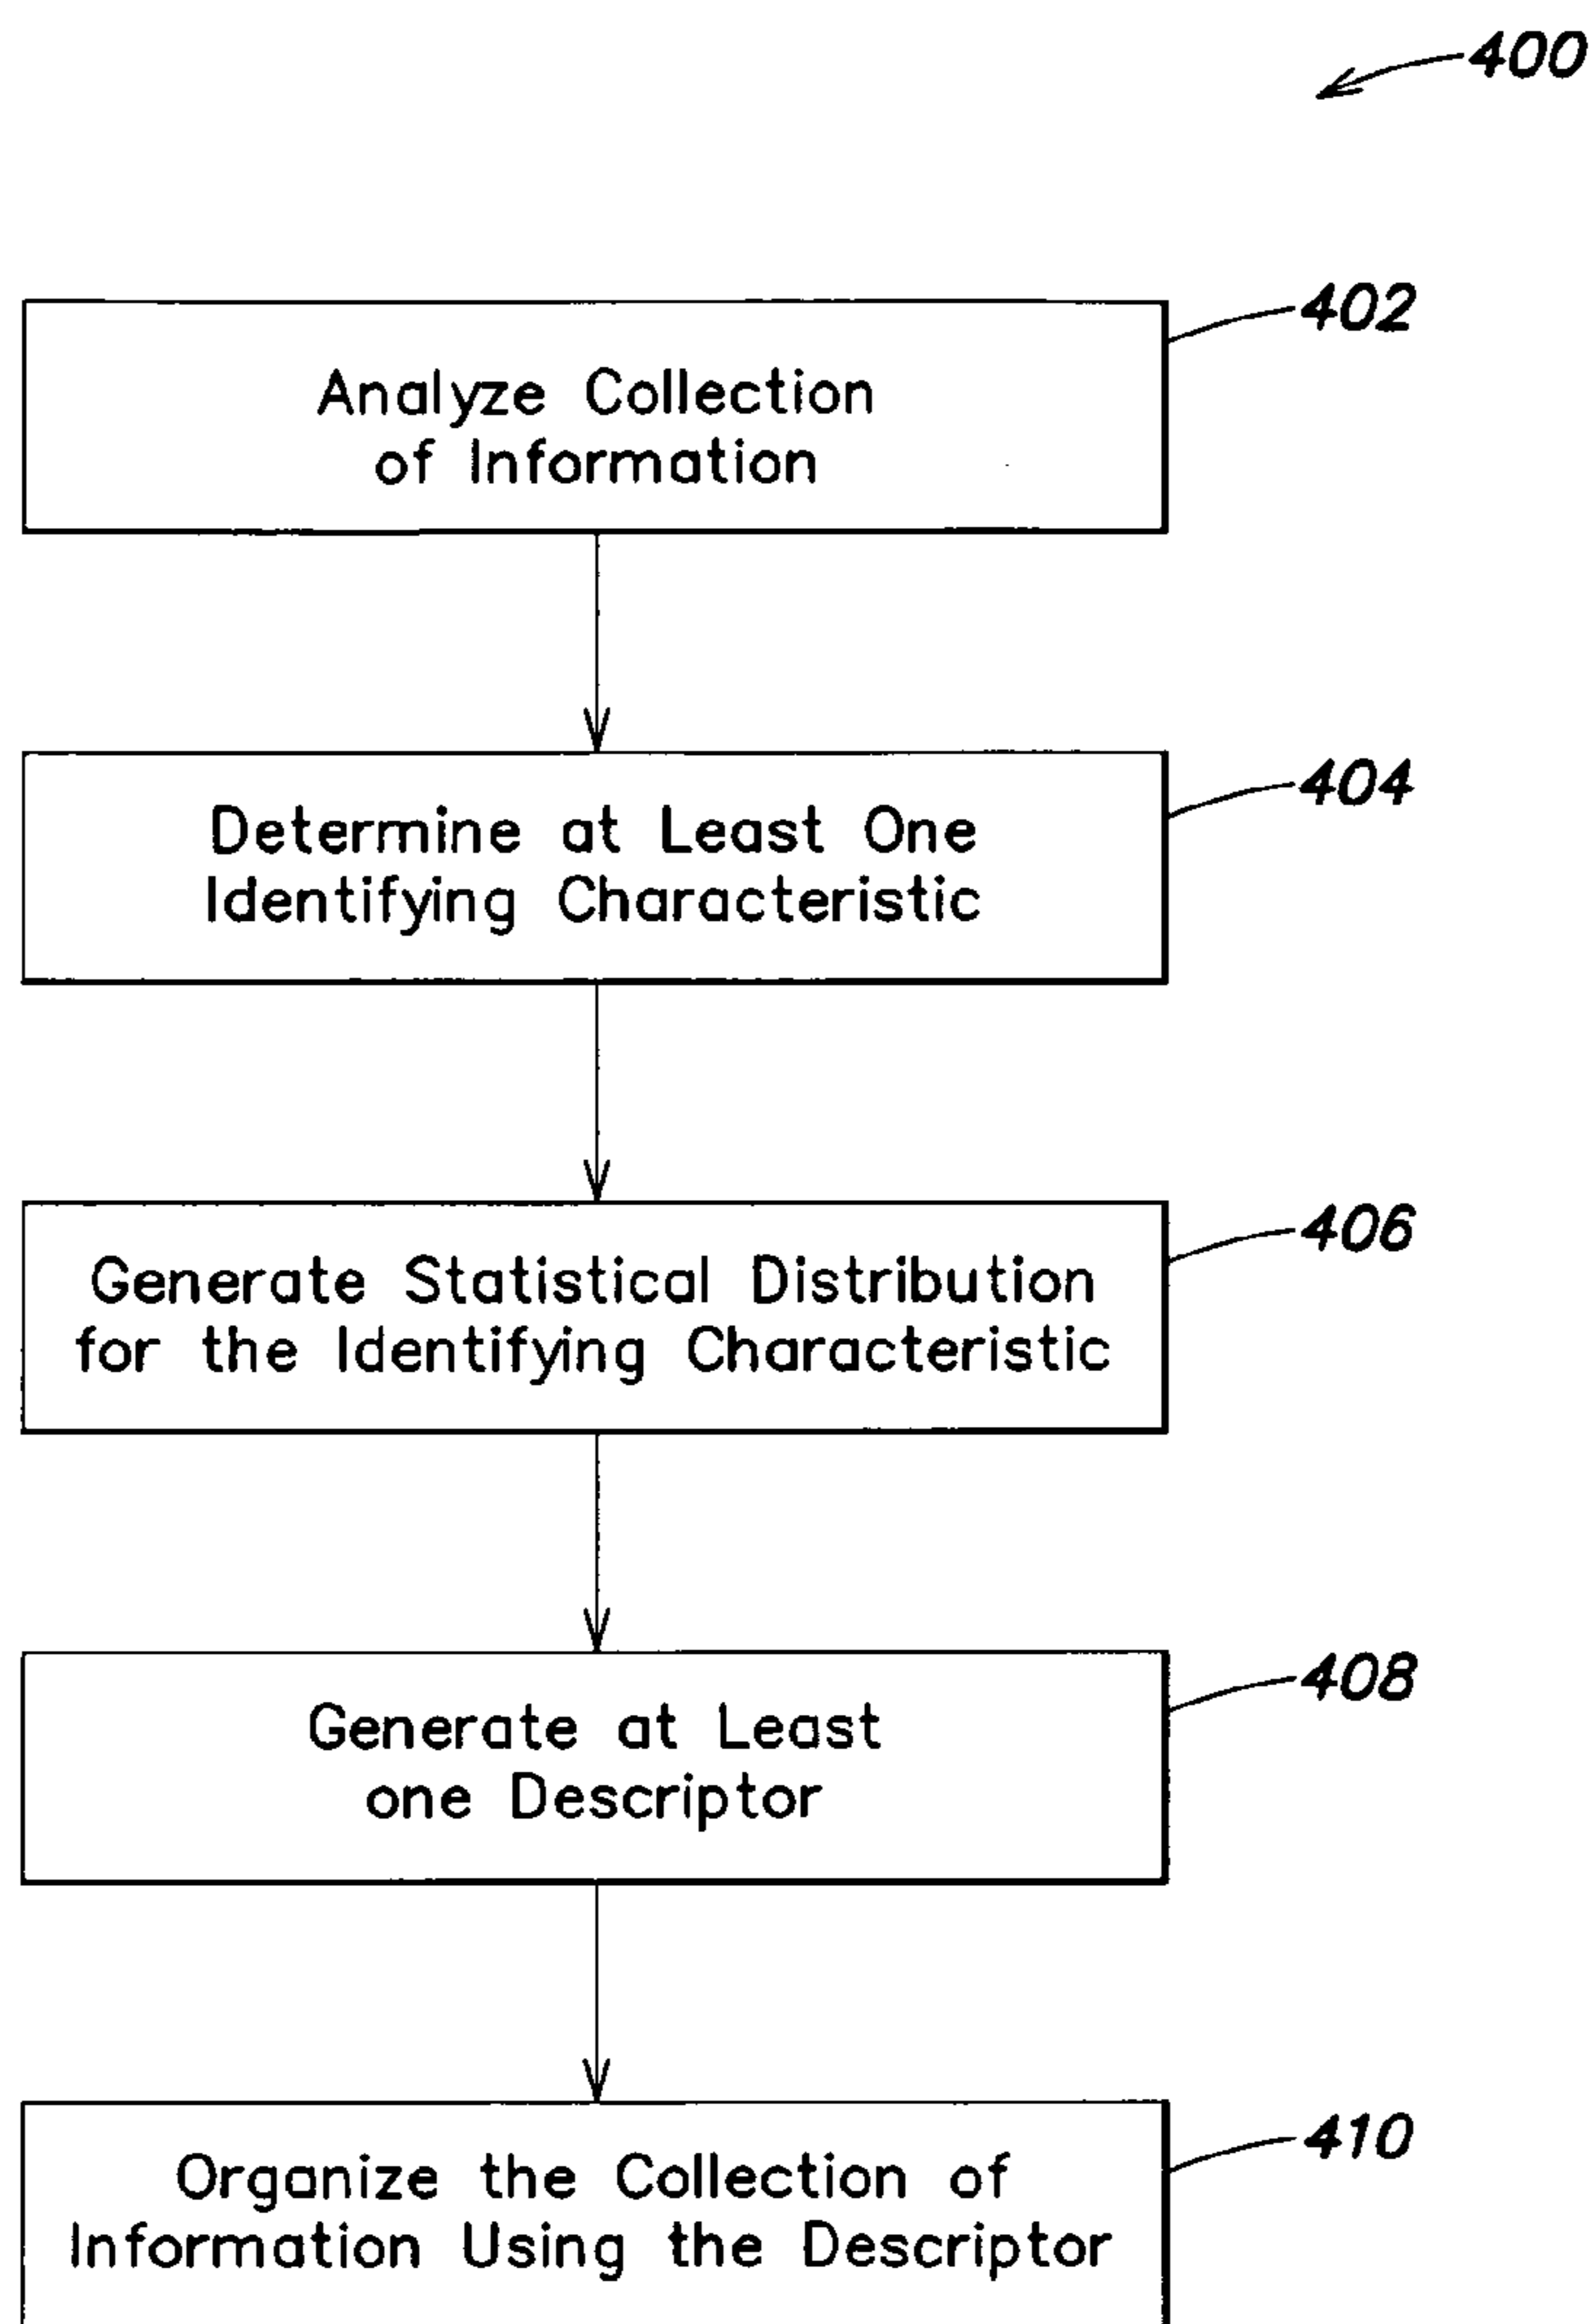 400
402
Analyze Collection
of Information
404
Determine at Least One
Identifying Characteristic
406
Generate Statistical Distribution
for the Identifying Characteristic
408
Generate at Least
one Descriptor
410
Organize the Collection of
Information Using the Descriptor